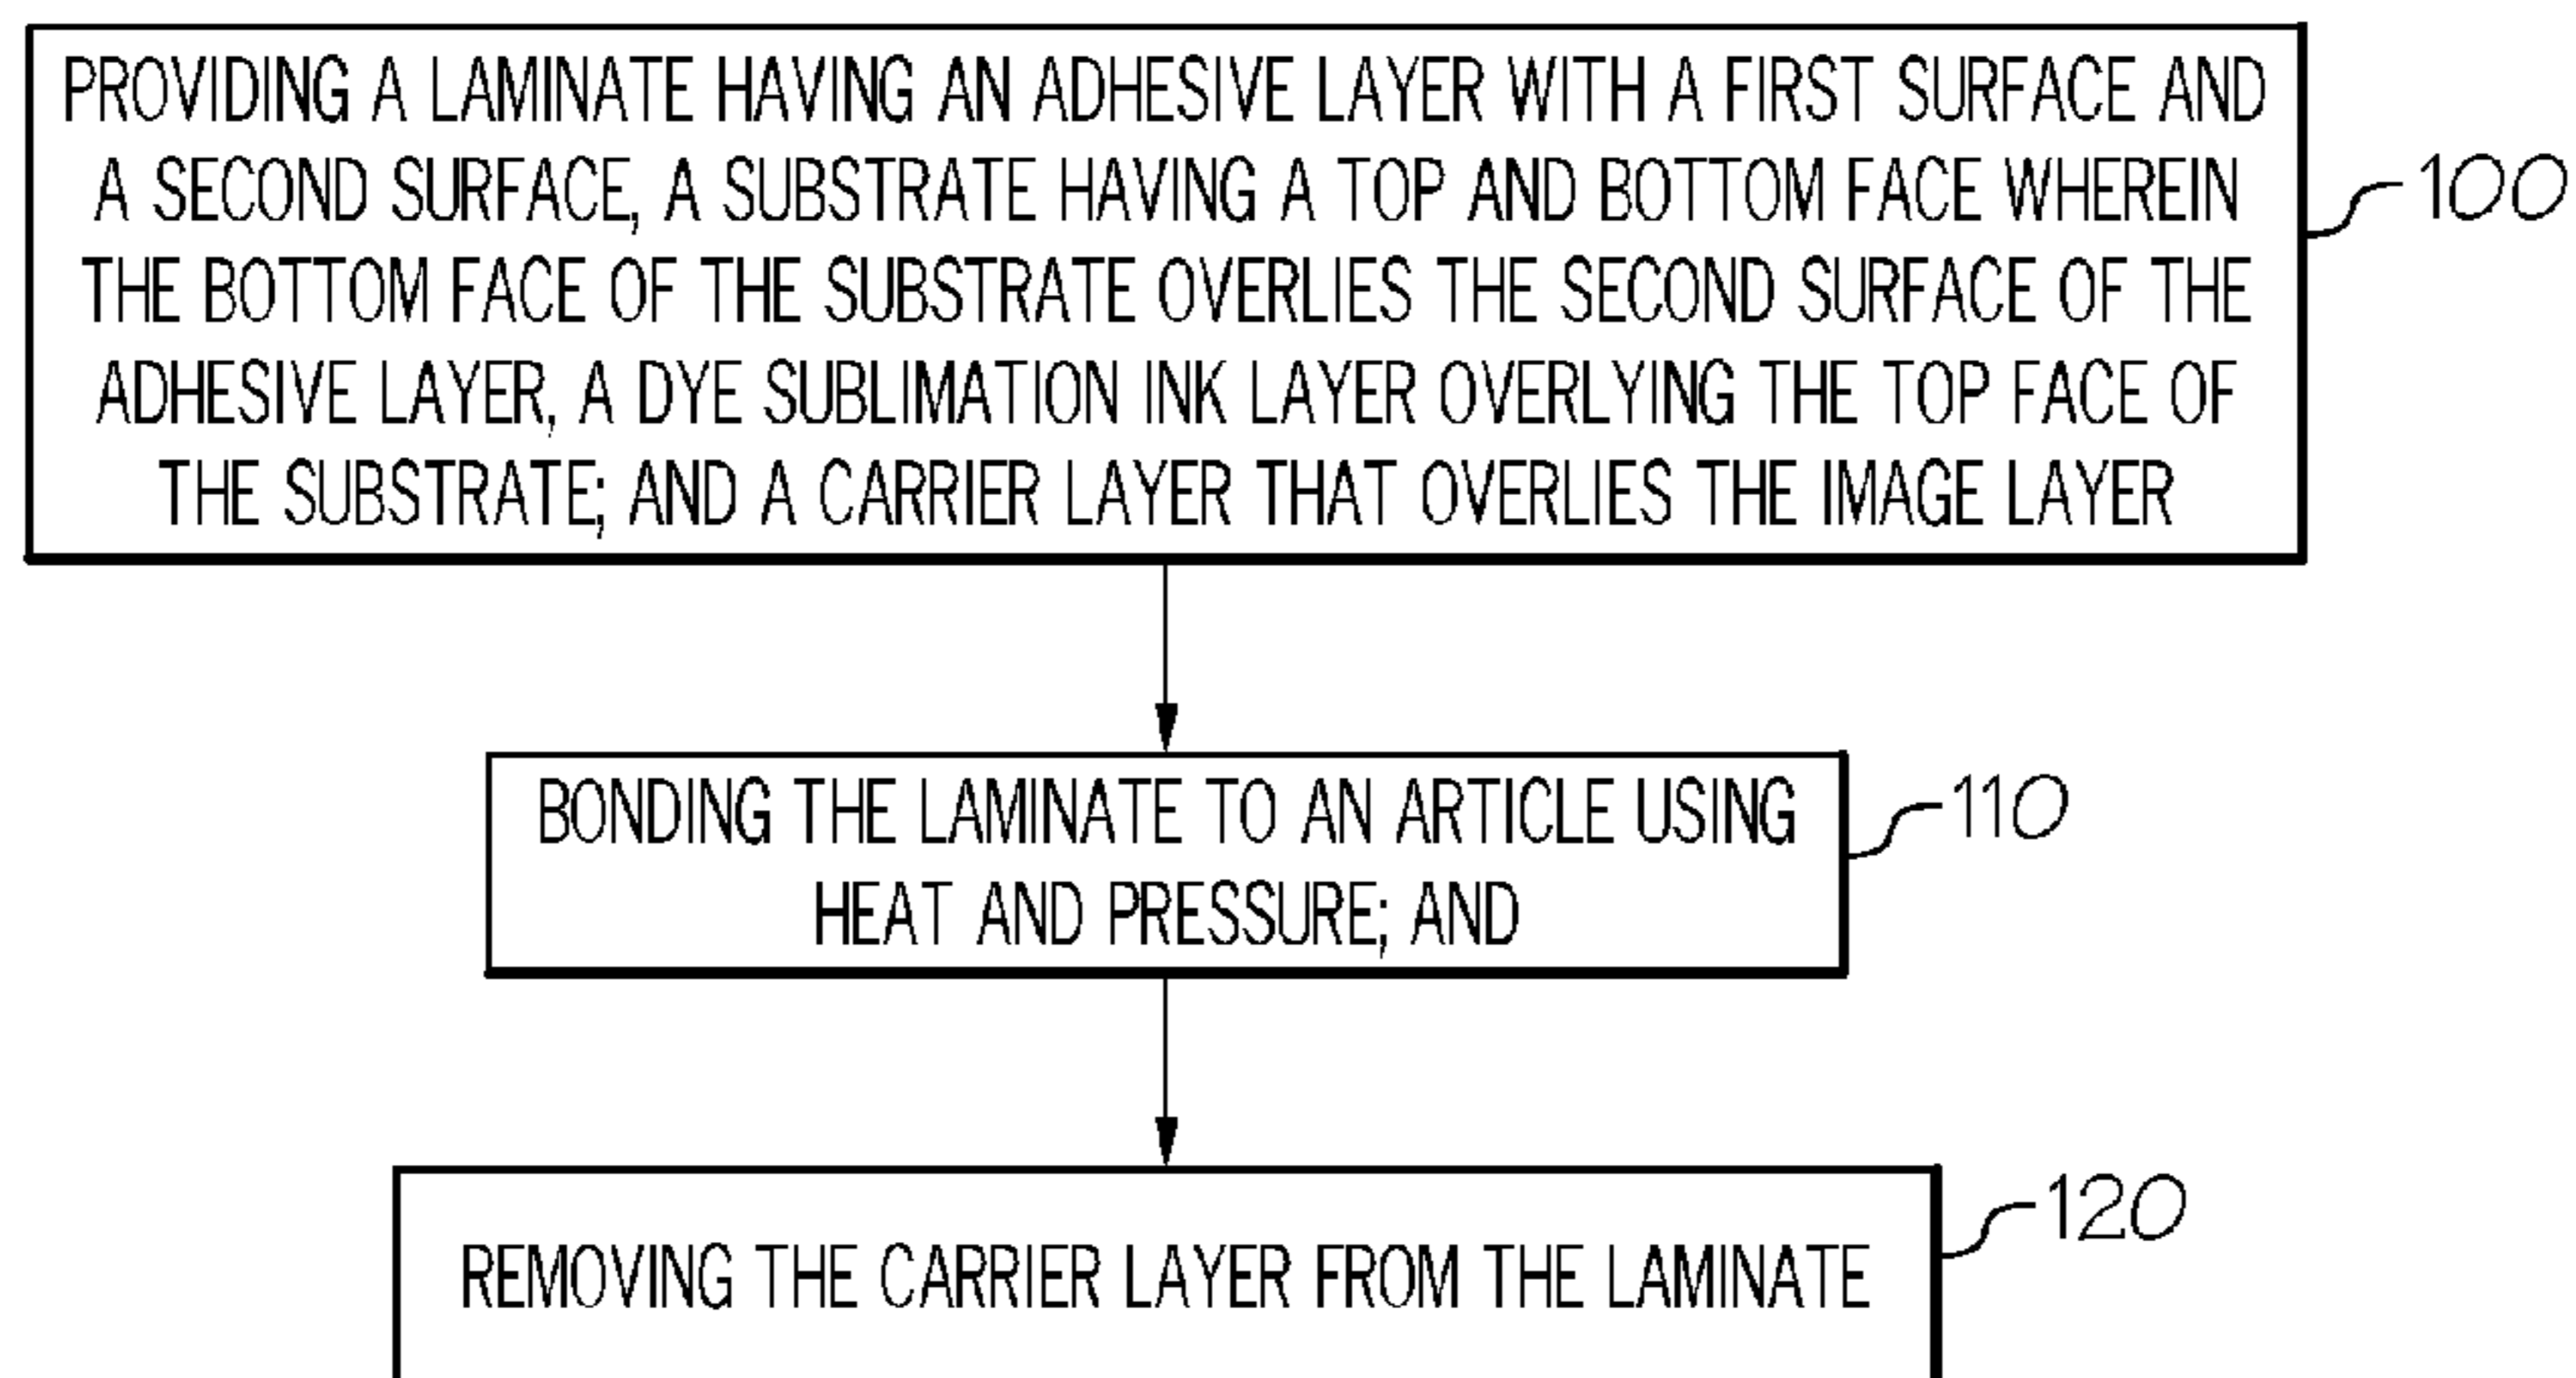 PROVIDING A LAMINATE HAVING AN ADHESIVE LAYER WITH A FIRST SURFACE AND
A SECOND SURFACE, A SUBSTRATE HAVING A TOP AND BOTTOM FACE WHEREIN
THE BOTTOM FACE OF THE SUBSTRATE OVERLIES THE SECOND SURFACE OF THE
ADHESIVE LAYER, A DYE SUBLIMATION INK LAYER OVERLYING THE TOP FACE OF
THE SUBSTRATE; AND A CARRIER LAYER THAT OVERLIES THE IMAGE LAYER
100
BONDING THE LAMINATE TO AN ARTICLE USING
HEAT AND PRESSURE; AND
110
REMOVING THE CARRIER LAYER FROM THE LAMINATE
120